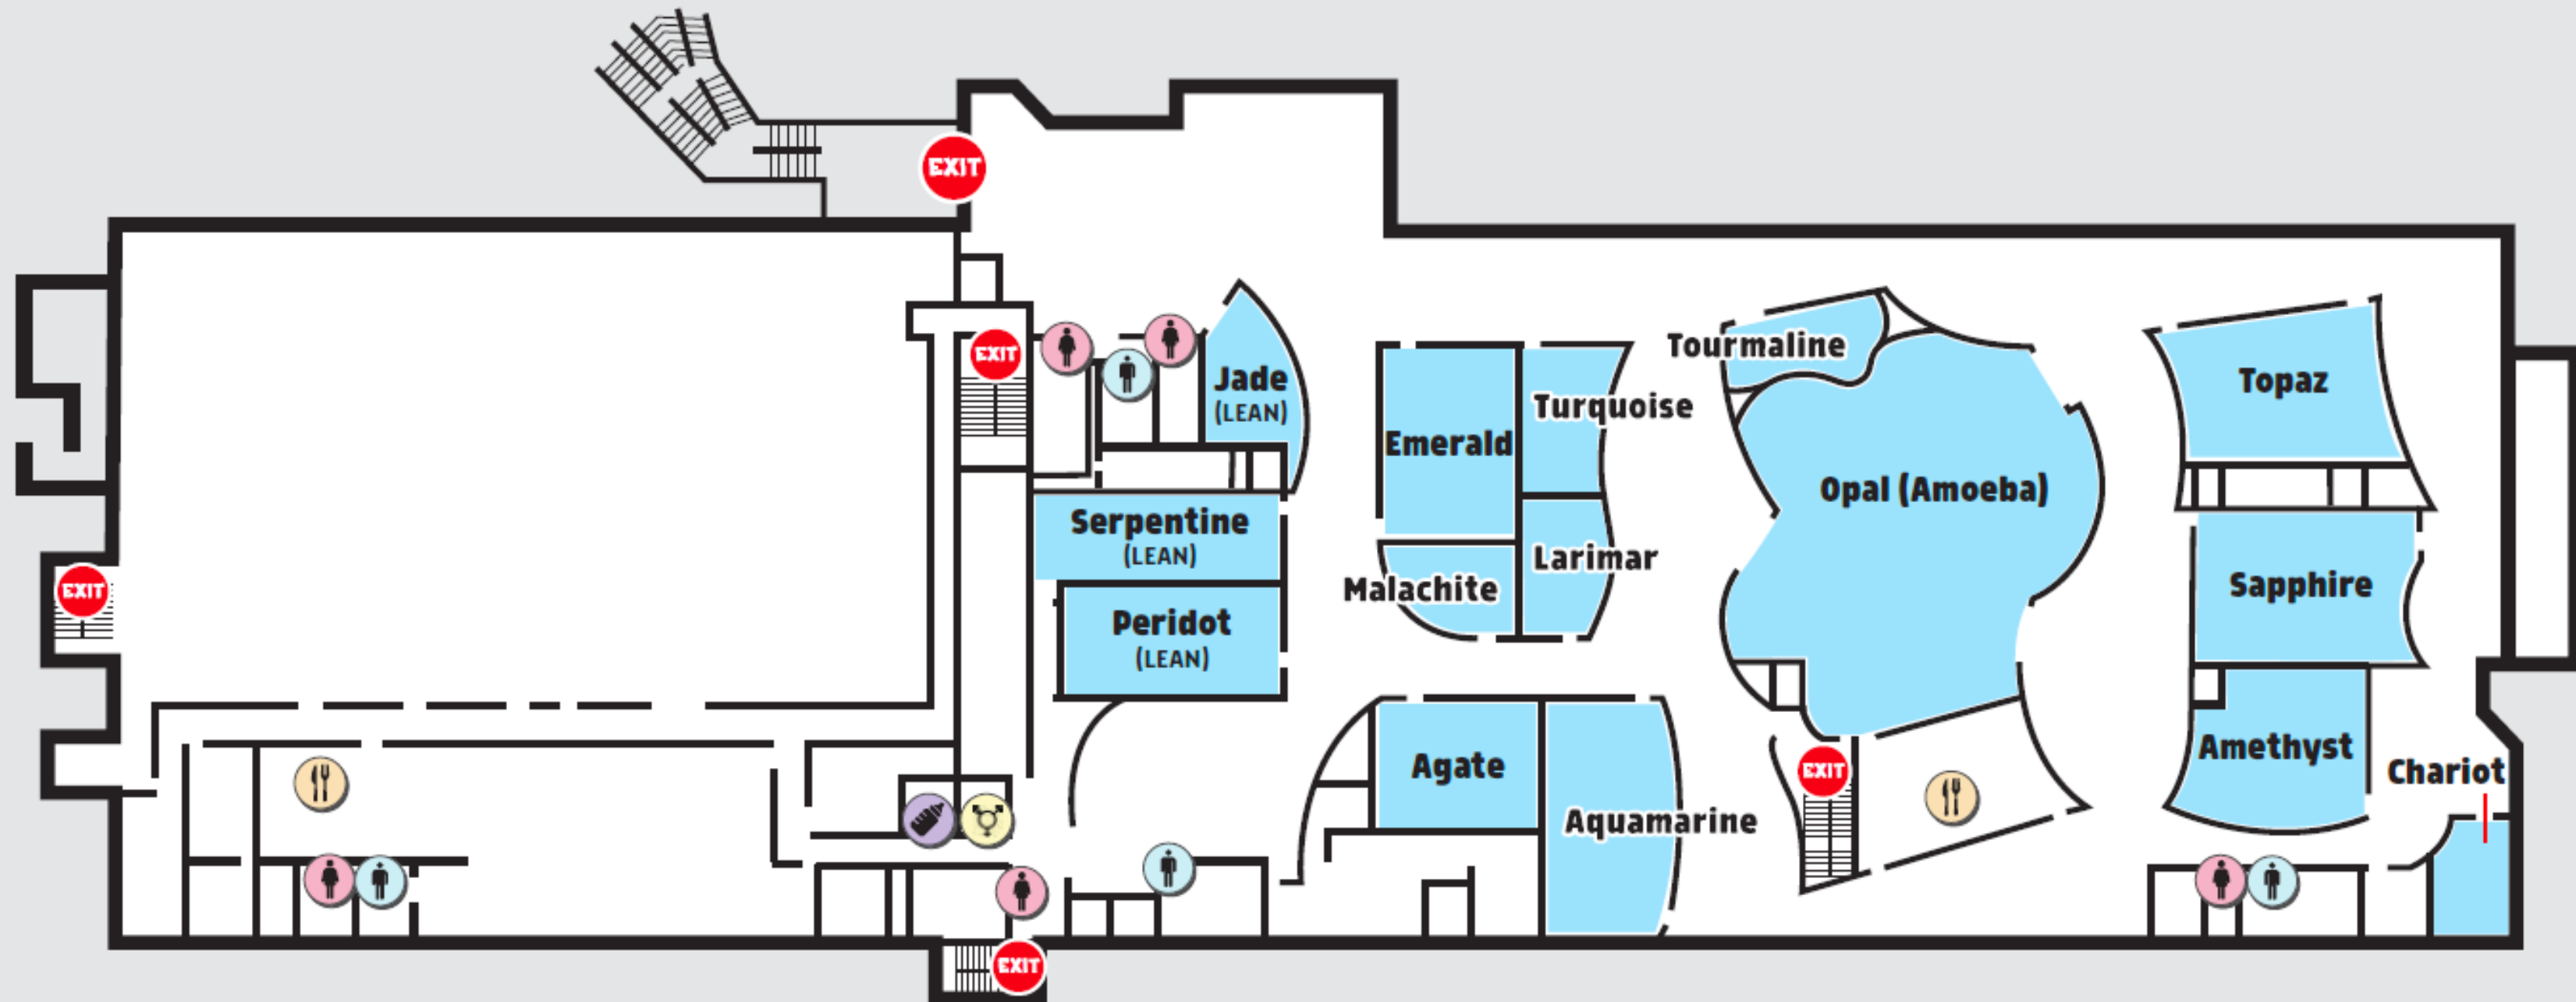 EXIT
EXIT
Jade
(LEAN)
Tourmaline
Topaz
Turquoise
Emerald
Opal (Amoeba)
Serpentine
(LEAN)
Larimar
Malachite
Sapphire
EXIT
Peridot
(LEAN)
Agate
EXIT
Amethyst
Chariot
Aquamarine
EXIT